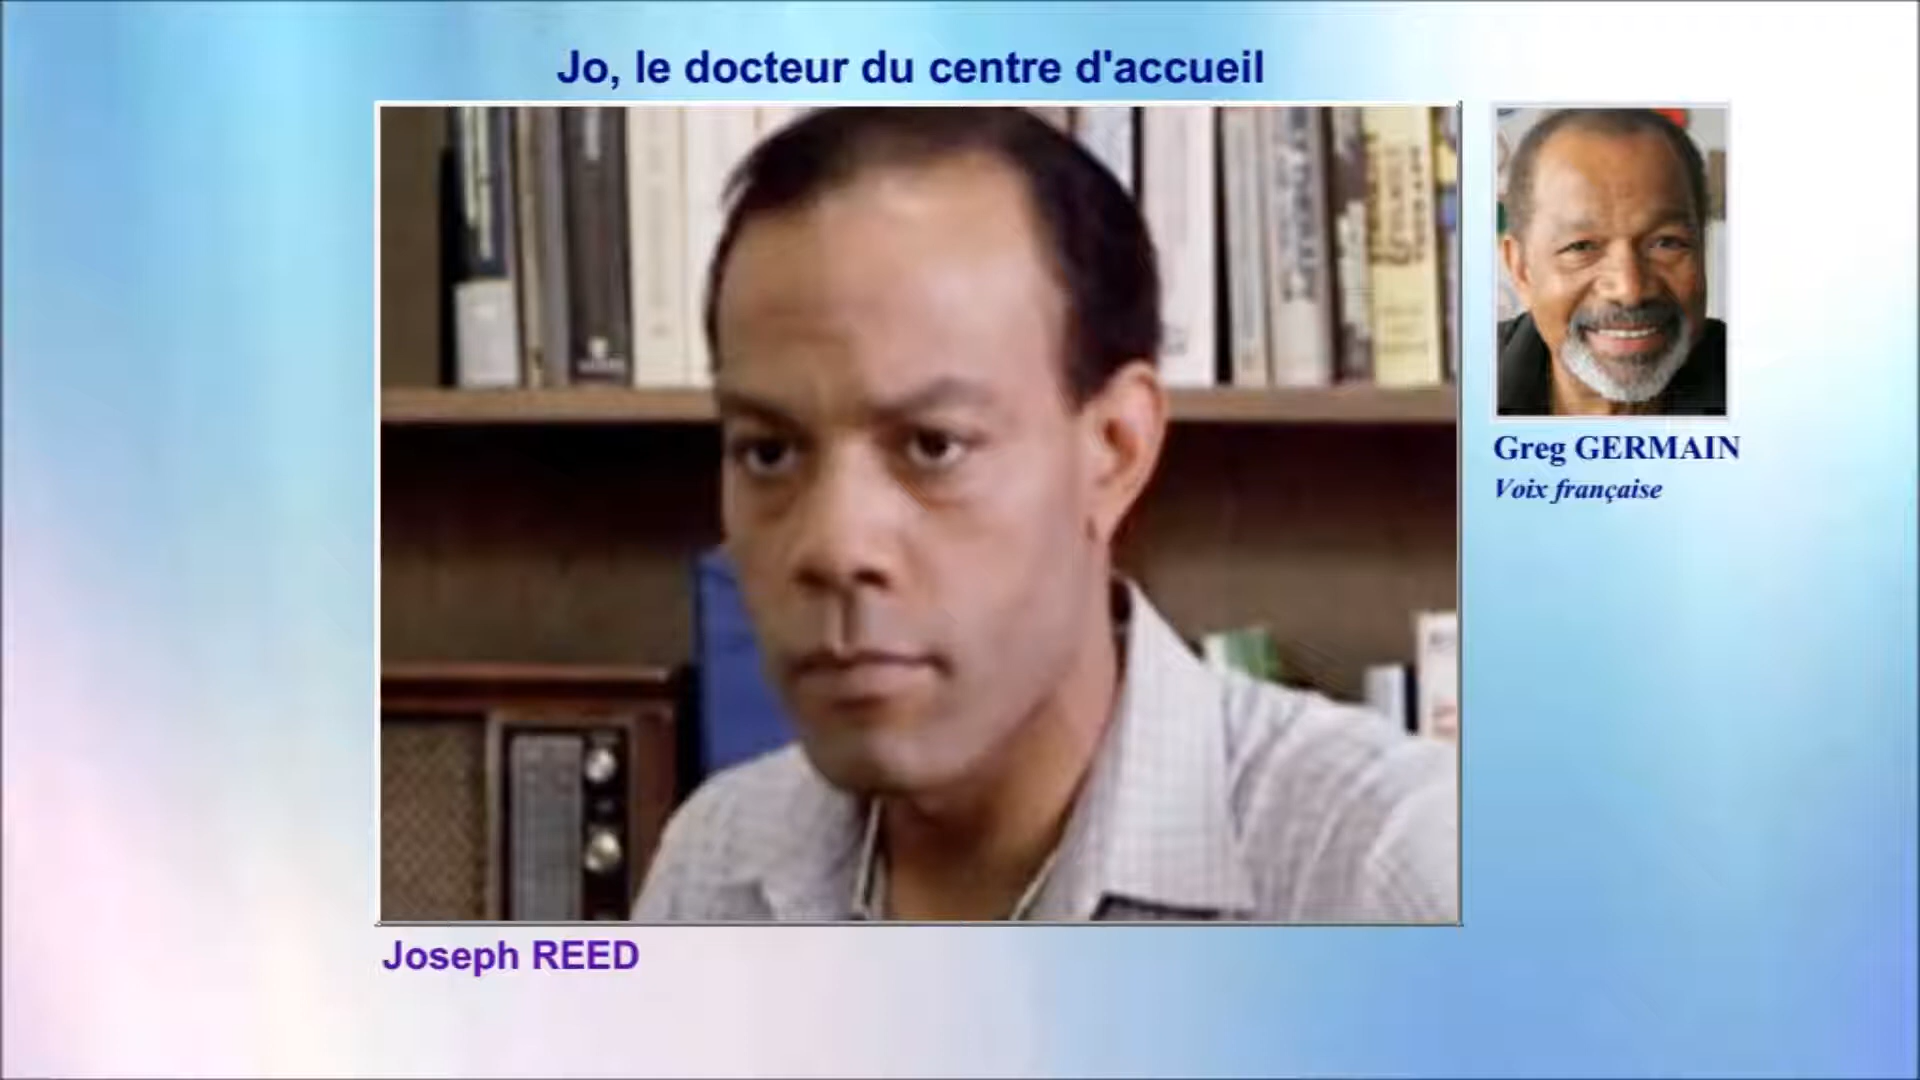 Jo, le docteur du centre d'accueil
Greg GERMAIN
Voix française
Joseph REED